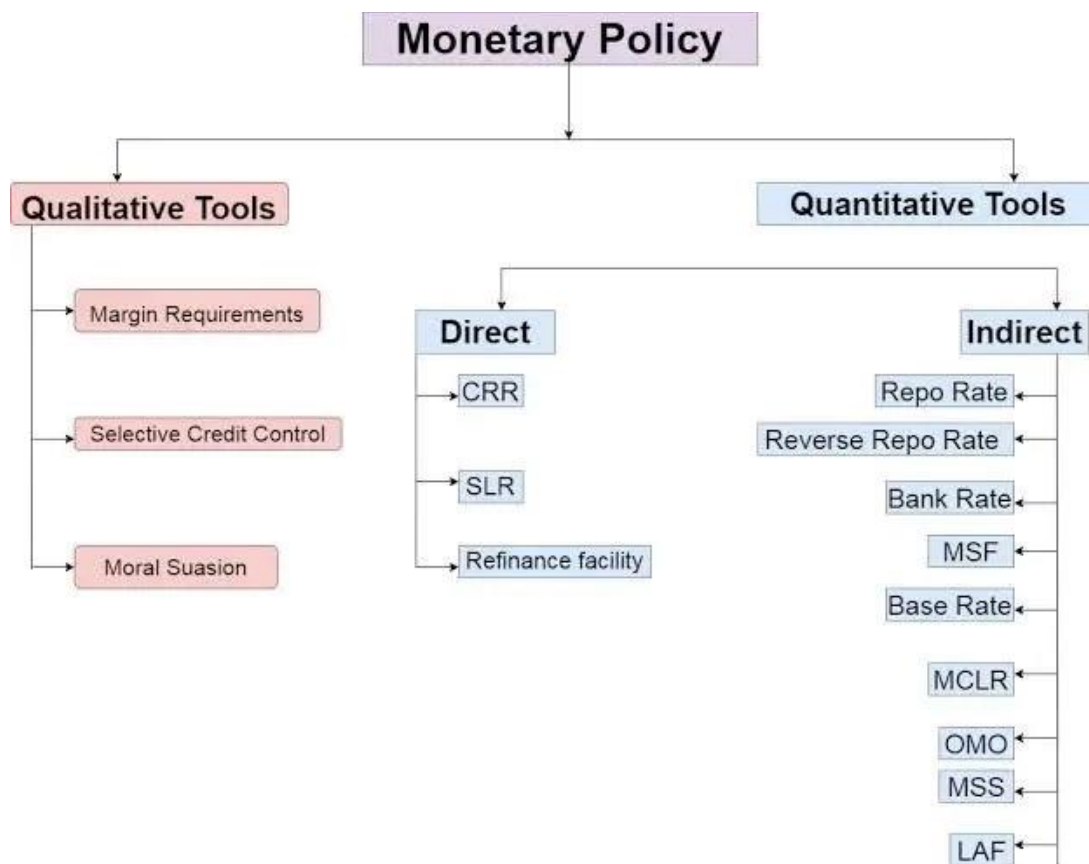 Monetary Policy
Qualitative Tools
Quantitative Tools
Margin Requirements
Selective Credit Control
Moral Suasion
Direct
CRR
SLR
Refinance facility
Indirect
Repo Rate
Reverse Repo Rate
Bank Rate
MSF
Base Rate
MCLR
OMO
MSS
LAF